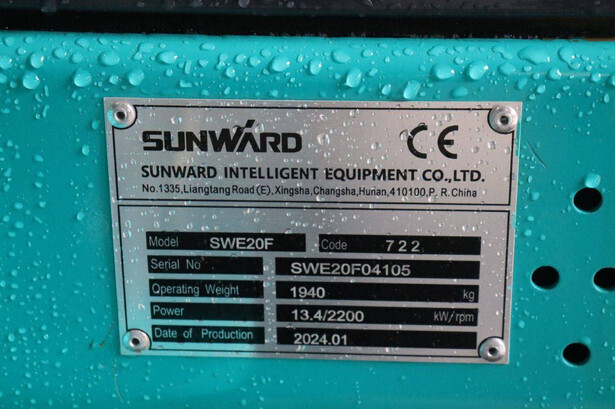 SUNWARD CE
SUNWARD INTELLIGENT EQUIPMENT CO.,LTD.
No.1335,Liangtang Road(E),Xingsha,Changsha,Hunan,410100,P.R.China
Model SWE20F Code 722
Serial No SWE20F04105
Operating Weight 1940 kg
Power 13.4/2200 kW/rpm
Date of Production 2024.01